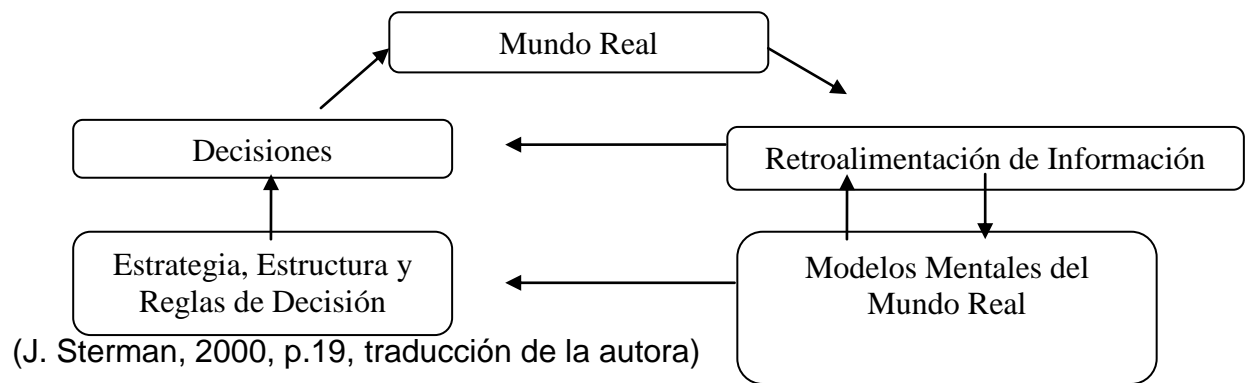 Mundo Real
Decisiones
Retroalimentación de Información
Estrategia, Estructura y
Reglas de Decisión
Modelos Mentales del
Mundo Real
(J. Sterman, 2000, p.19, traducción de la autora)